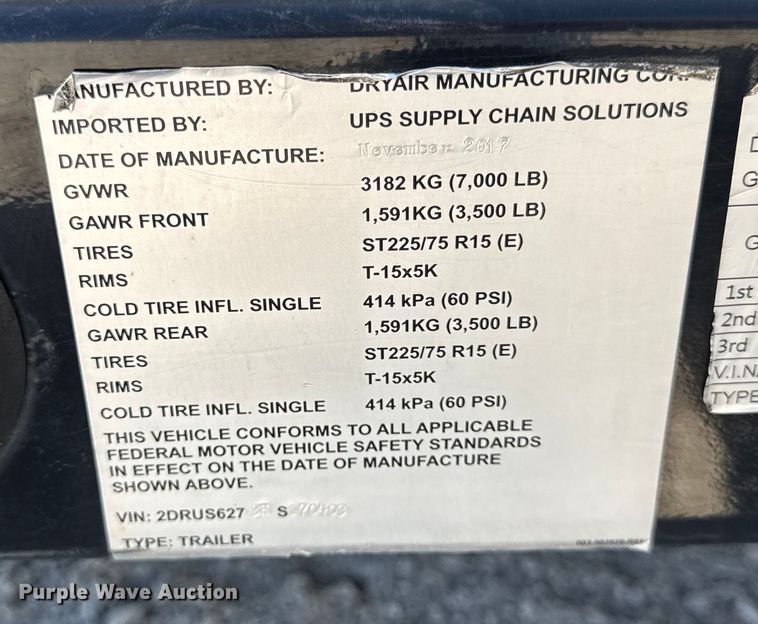 ANUFACTURED BY: DRYAIR MANUFACTURING COR.
IMPORTED BY: UPS SUPPLY CHAIN SOLUTIONS
DATE OF MANUFACTURE: November 2017
GVWR 3182 KG (7,000 LB)
GAWR FRONT 1,591KG (3,500 LB)
TIRES ST225/75 R15 (E)
RIMS T-15x5K
COLD TIRE INFL. SINGLE 414 kPa (60 PSI)
GAWR REAR 1,591KG (3,500 LB)
TIRES ST225/75 R15 (E)
RIMS T-15x5K
COLD TIRE INFL. SINGLE 414 kPa (60 PSI)
THIS VEHICLE CONFORMS TO ALL APPLICABLE
FEDERAL MOTOR VEHICLE SAFETY STANDARDS
IN EFFECT ON THE DATE OF MANUFACTURE
SHOWN ABOVE.
VIN: 2DRUS627 S
TYPE: TRAILER
D
G
G
1st
2nd
3rd
V.I.N
TYPE
Purple Wave Auction